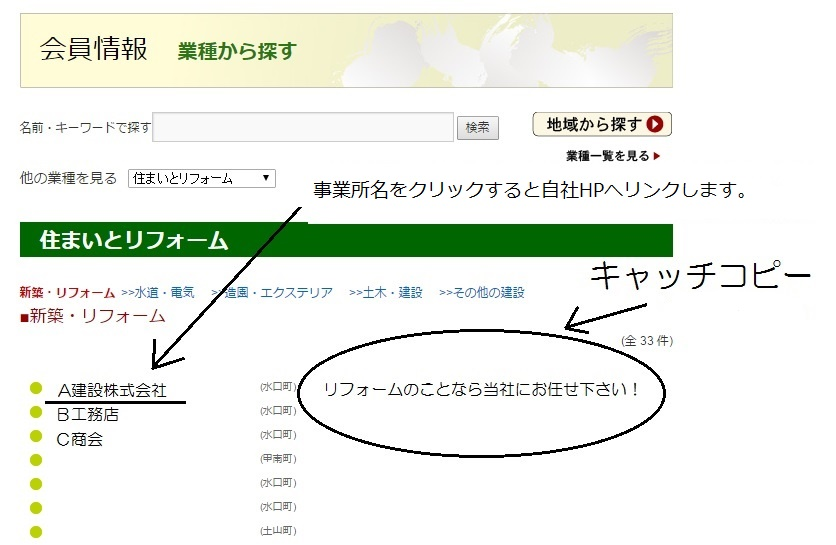 会員情報 業種から探す
名前・キーワードで探す 検索 地域から探す
業種一覧を見る
他の業種を見る 住まいとリフォーム
事業所名をクリックすると自社HPへリンクします。
住まいとリフォーム
キャッチコピー
新築・リフォーム >>水道・電気 >>造園・エクステリア >>土木・建設 >>その他の建設
■新築・リフォーム
(全 33 件)
A建設株式会社 (水口町) リフォームのことなら当社にお任せ下さい！
B工務店 (水口町)
C商会 (水口町)
(甲南町)
(水口町)
(水口町)
(土山町)